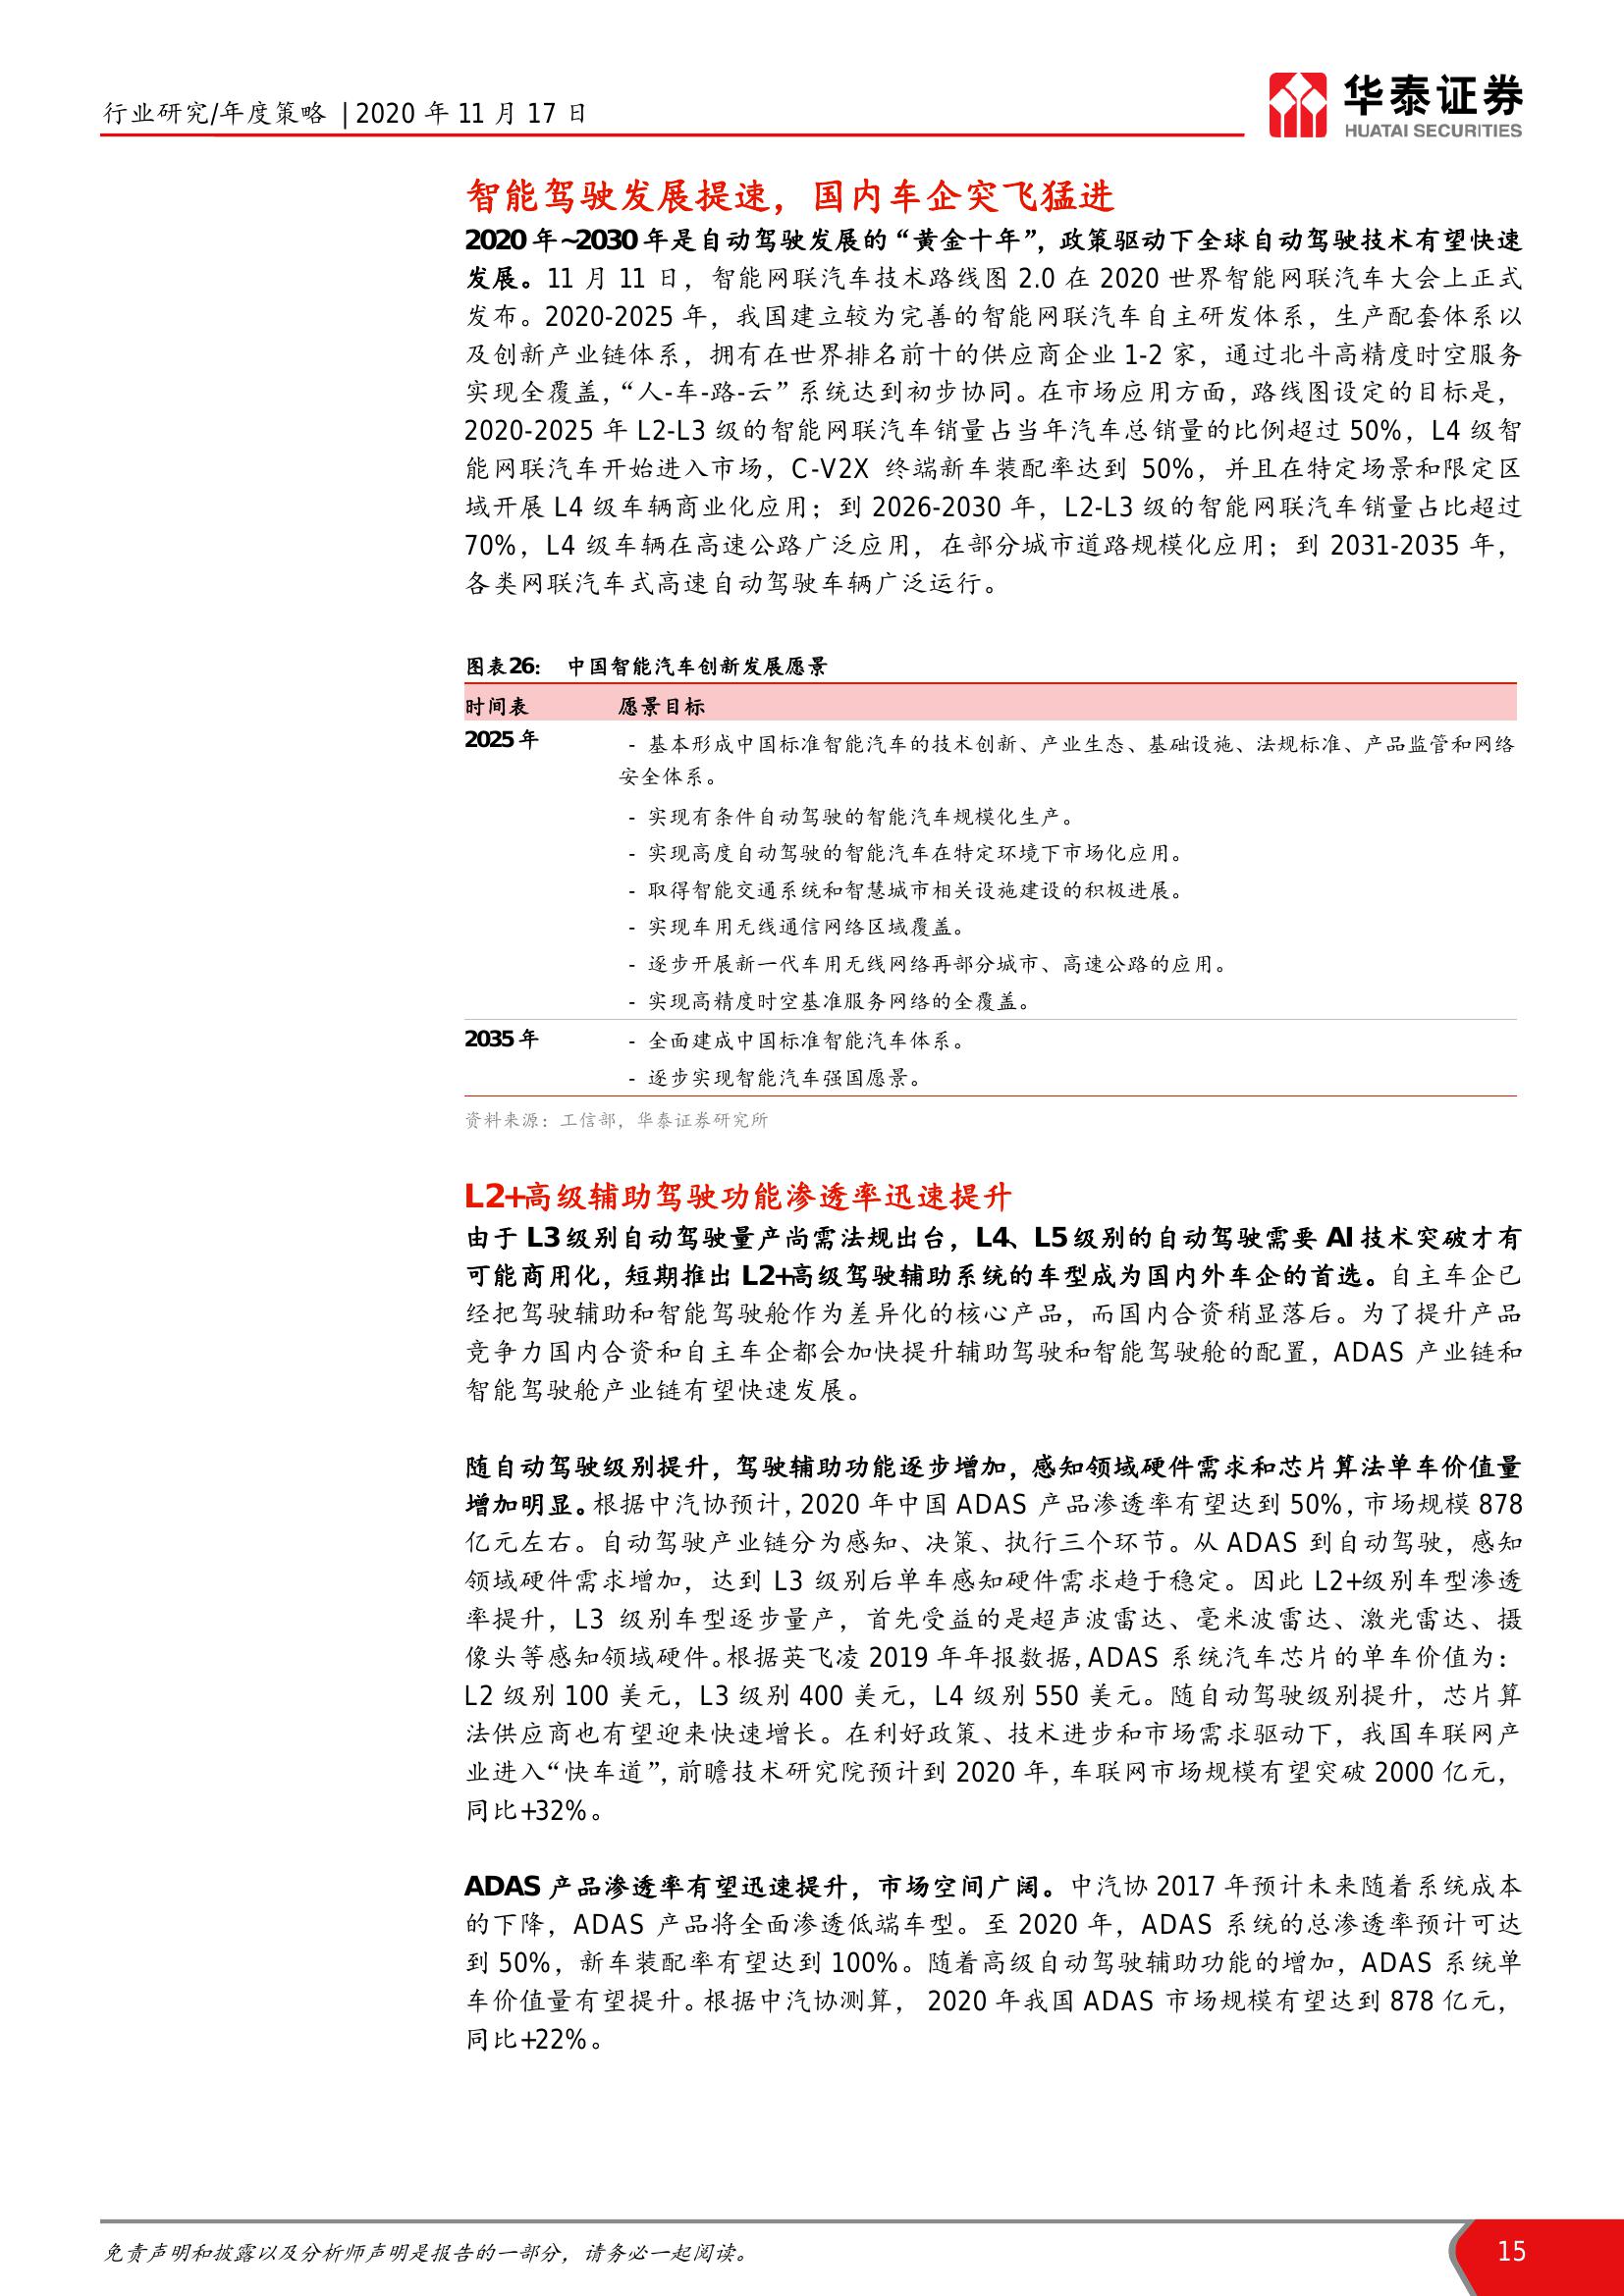 行业研究/年度策略 | 2020 年 11 月 17 日
华泰证券
HUATAI SECURITIES
智能驾驶发展提速，国内车企突飞猛进
2020 年~2030 年是自动驾驶发展的“黄金十年”，政策驱动下全球自动驾驶技术有望快速
发展。11 月 11 日，智能网联汽车技术路线图 2.0 在 2020 世界智能网联汽车大会上正式
发布。2020-2025 年，我国建立较为完善的智能网联汽车自主研发体系，生产配套体系以
及创新产业链体系，拥有在世界排名前十的供应商企业 1-2 家，通过北斗高精度时空服务
实现全覆盖，“人-车-路-云”系统达到初步协同。在市场应用方面，路线图设定的目标是，
2020-2025 年 L2-L3 级的智能网联汽车销量占当年汽车总销量的比例超过 50%，L4 级智
能网联汽车开始进入市场，C-V2X 终端新车装配率达到 50%，并且在特定场景和限定区
域开展 L4 级车辆商业化应用；到 2026-2030 年，L2-L3 级的智能网联汽车销量占比超过
70%，L4 级车辆在高速公路广泛应用，在部分城市道路规模化应用；到 2031-2035 年，
各类网联汽车式高速自动驾驶车辆广泛运行。
图表26： 中国智能汽车创新发展愿景
时间表 愿景目标
2025 年 - 基本形成中国标准智能汽车的技术创新、产业生态、基础设施、法规标准、产品监管和网络
安全体系。
- 实现有条件自动驾驶的智能汽车规模化生产。
- 实现高度自动驾驶的智能汽车在特定环境下市场化应用。
- 取得智能交通系统和智慧城市相关设施建设的积极进展。
- 实现车用无线通信网络区域覆盖。
- 逐步开展新一代车用无线网络再部分城市、高速公路的应用。
- 实现高精度时空基准服务网络的全覆盖。
2035 年 - 全面建成中国标准智能汽车体系。
- 逐步实现智能汽车强国愿景。
资料来源：工信部，华泰证券研究所
L2+高级辅助驾驶功能渗透率迅速提升
由于 L3 级别自动驾驶量产尚需法规出台，L4、L5 级别的自动驾驶需要 AI 技术突破才有
可能商用化，短期推出 L2+高级驾驶辅助系统的车型成为国内外车企的首选。自主车企已
经把驾驶辅助和智能驾驶舱作为差异化的核心产品，而国内合资稍显落后。为了提升产品
竞争力国内合资和自主车企都会加快提升辅助驾驶和智能驾驶舱的配置，ADAS 产业链和
智能驾驶舱产业链有望快速发展。
随自动驾驶级别提升，驾驶辅助功能逐步增加，感知领域硬件需求和芯片算法单车价值量
增加明显。根据中汽协预计，2020 年中国 ADAS 产品渗透率有望达到 50%，市场规模 878
亿元左右。自动驾驶产业链分为感知、决策、执行三个环节。从 ADAS 到自动驾驶，感知
领域硬件需求增加，达到 L3 级别后单车感知硬件需求趋于稳定。因此 L2+级别车型渗透
率提升，L3 级别车型逐步量产，首先受益的是超声波雷达、毫米波雷达、激光雷达、摄
像头等感知领域硬件。根据英飞凌 2019 年年报数据，ADAS 系统汽车芯片的单车价值为：
L2 级别 100 美元，L3 级别 400 美元，L4 级别 550 美元。随自动驾驶级别提升，芯片算
法供应商也有望迎来快速增长。在利好政策、技术进步和市场需求驱动下，我国车联网产
业进入“快车道”，前瞻技术研究院预计到 2020 年，车联网市场规模有望突破 2000 亿元，
同比+32%。
ADAS 产品渗透率有望迅速提升，市场空间广阔。中汽协 2017 年预计未来随着系统成本
的下降，ADAS 产品将全面渗透低端车型。至 2020 年，ADAS 系统的总渗透率预计可达
到 50%，新车装配率有望达到 100%。随着高级自动驾驶辅助功能的增加，ADAS 系统单
车价值量有望提升。根据中汽协测算， 2020 年我国 ADAS 市场规模有望达到 878 亿元，
同比+22%。
免责声明和披露以及分析师声明是报告的一部分，请务必一起阅读。
15